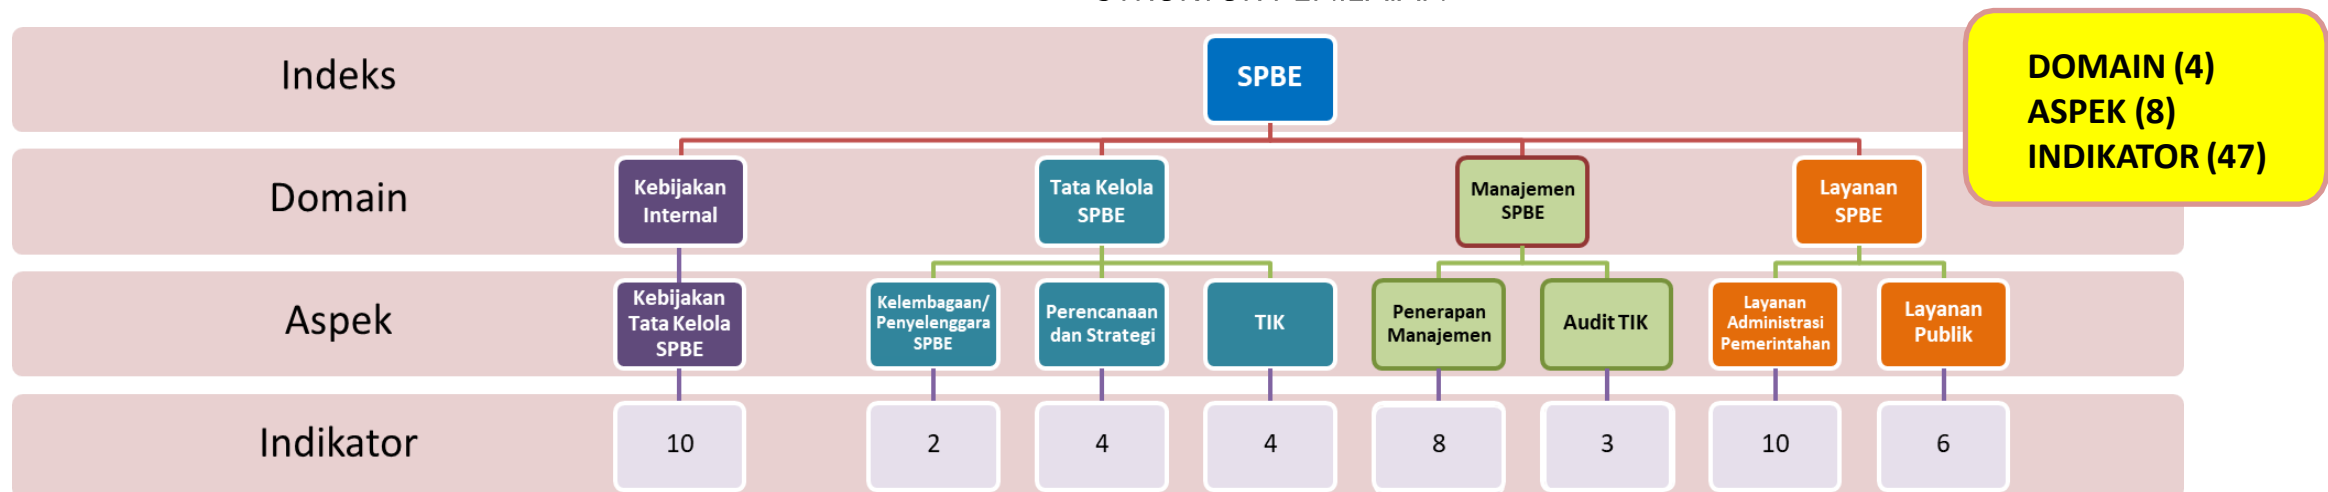 Indeks
SPBE
DOMAIN (4)
ASPEK (8)
INDIKATOR (47)
Domain
Kebijakan
Internal
Tata Kelola
SPBE
Manajemen
SPBE
Layanan
SPBE
Aspek
Kebijakan
Tata Kelola
SPBE
Kelembagaan/
Penyelenggara
SPBE
Perencanaan
dan Strategi
TIK
Penerapan
Manajemen
Audit TIK
Layanan
Administrasi
Pemerintahan
Layanan
Publik
Indikator
10
2
4
4
8
3
10
6